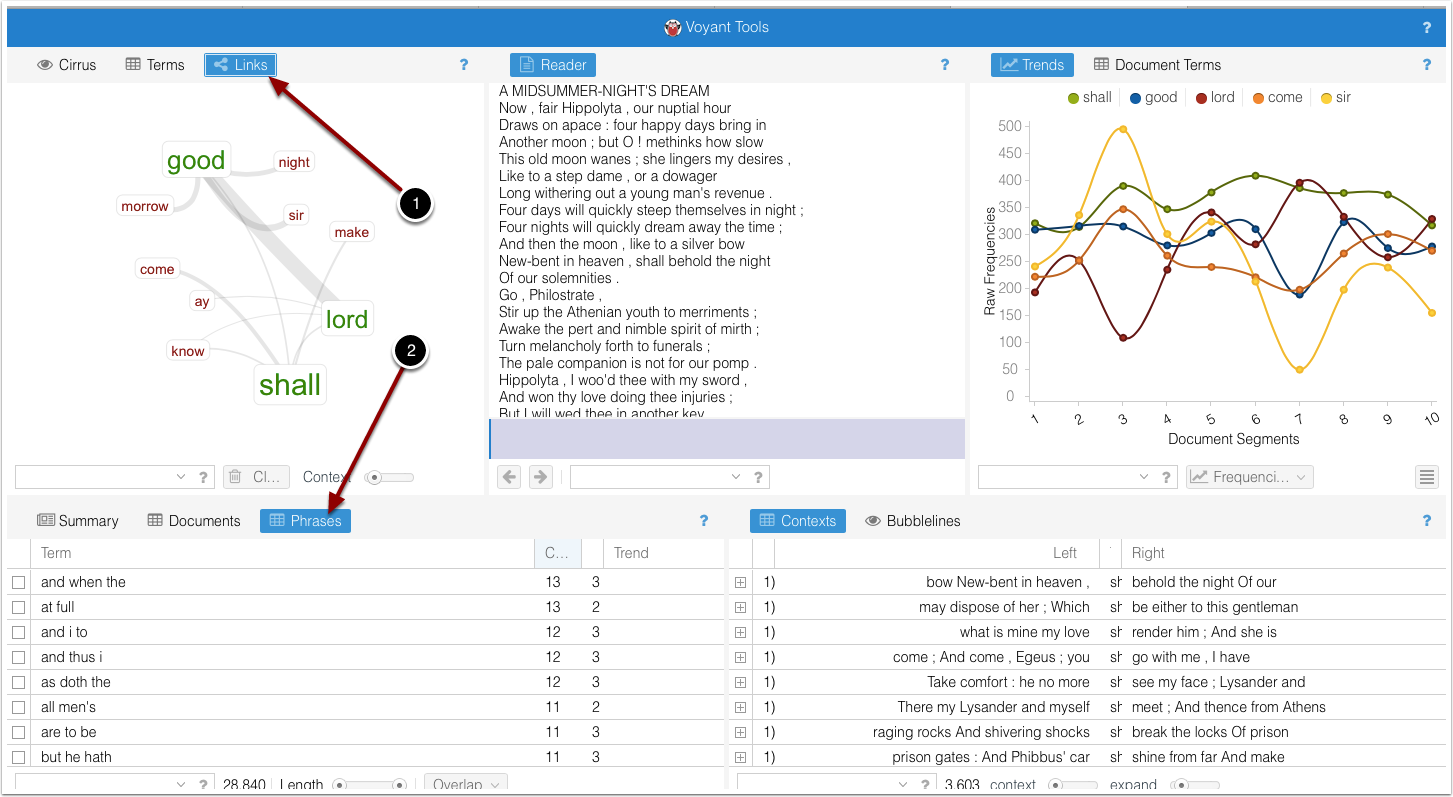 Voyant Tools
?
Cirrus Terms Links ?
good
night
morrow
sir
make
come
ay
lord
know
shall
1
2
? Cl... Context
Reader ?
A MIDSUMMER-NIGHT'S DREAM
Now , fair Hippolyta , our nuptial hour
Draws on apace : four happy days bring in
Another moon ; but O ! methinks how slow
This old moon wanes ; she lingers my desires ,
Like to a step dame , or a dowager
Long withering out a young man's revenue .
Four days will quickly steep themselves in night ;
Four nights will quickly dream away the time ;
And then the moon , like to a silver bow
New-bent in heaven , shall behold the night
Of our solemnities .
Go , Philostrate ,
Stir up the Athenian youth to merriments ;
Awake the pert and nimble spirit of mirth ;
Turn melancholy forth to funerals ;
The pale companion is not for our pomp .
Hippolyta , I woo'd thee with my sword ,
And won thy love doing thee injuries ;
But I will wed thee in another key
?
Trends Document Terms ?
shall good lord come sir
500
450
400
350
300
250
200
150
100
50
0
Raw Frequencies
1 2 3 4 5 6 7 8 9 10
Document Segments
? Frequenci...
Summary Documents Phrases ?
Term C... Trend
and when the 13 3
at full 13 2
and i to 12 3
and thus i 12 3
as doth the 12 3
all men's 11 2
are to be 11 3
but he hath 11 3
? 28,840 Length Overlap
Contexts Bubblelines ?
Left Right
1) bow New-bent in heaven , sh behold the night Of our
1) may dispose of her ; Which sh be either to this gentleman
1) what is mine my love sh render him ; And she is
1) come ; And come , Egeus ; you sh go with me , I have
1) Take comfort : he no more sh see my face ; Lysander and
1) There my Lysander and myself sh meet ; And thence from Athens
1) raging rocks And shivering shocks sh break the locks Of prison
1) prison gates : And Phibbus' car sh shine from far And make
? 3,603 context expand